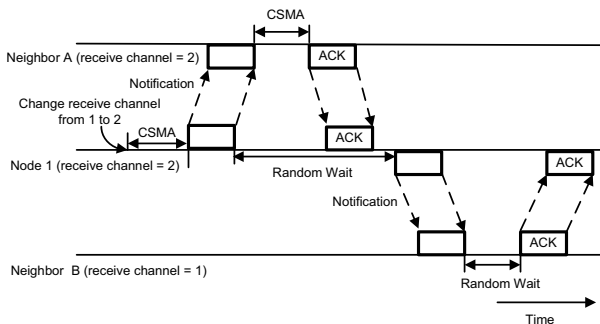 CSMA
Neighbor A (receive channel = 2)
ACK
Notification
Change receive channel
from 1 to 2
CSMA
ACK
Node 1 (receive channel = 2)
Random Wait
ACK
Notification
ACK
Neighbor B (receive channel = 1)
Random Wait
Time